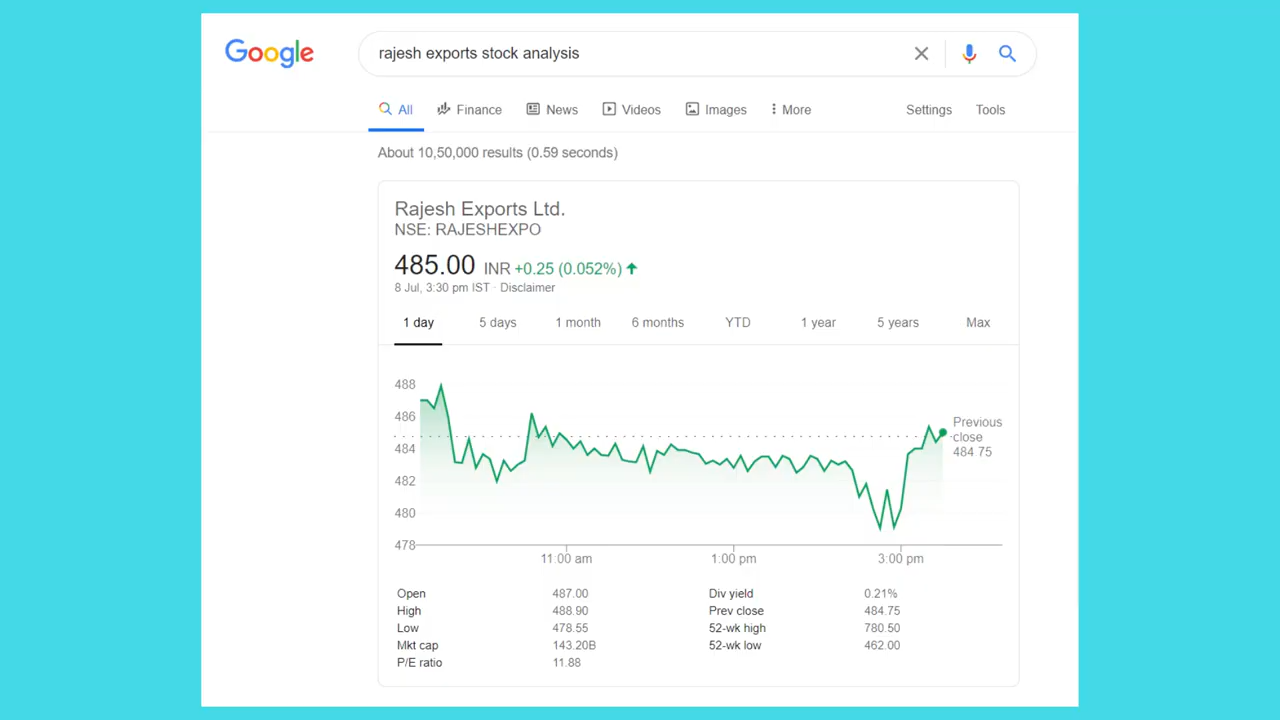 Google
rajesh exports stock analysis
All Finance News Videos Images More Settings Tools
About 10,50,000 results (0.59 seconds)
Rajesh Exports Ltd.
NSE: RAJESHEXPO
485.00 INR +0.25 (0.052%)
8 Jul, 3:30 pm IST · Disclaimer
1 day 5 days 1 month 6 months YTD 1 year 5 years Max
488
486
484
482
480
478
Previous
close
484.75
11:00 am 1:00 pm 3:00 pm
Open 487.00 Div yield 0.21%
High 488.90 Prev close 484.75
Low 478.55 52-wk high 780.50
Mkt cap 143.20B 52-wk low 462.00
P/E ratio 11.88